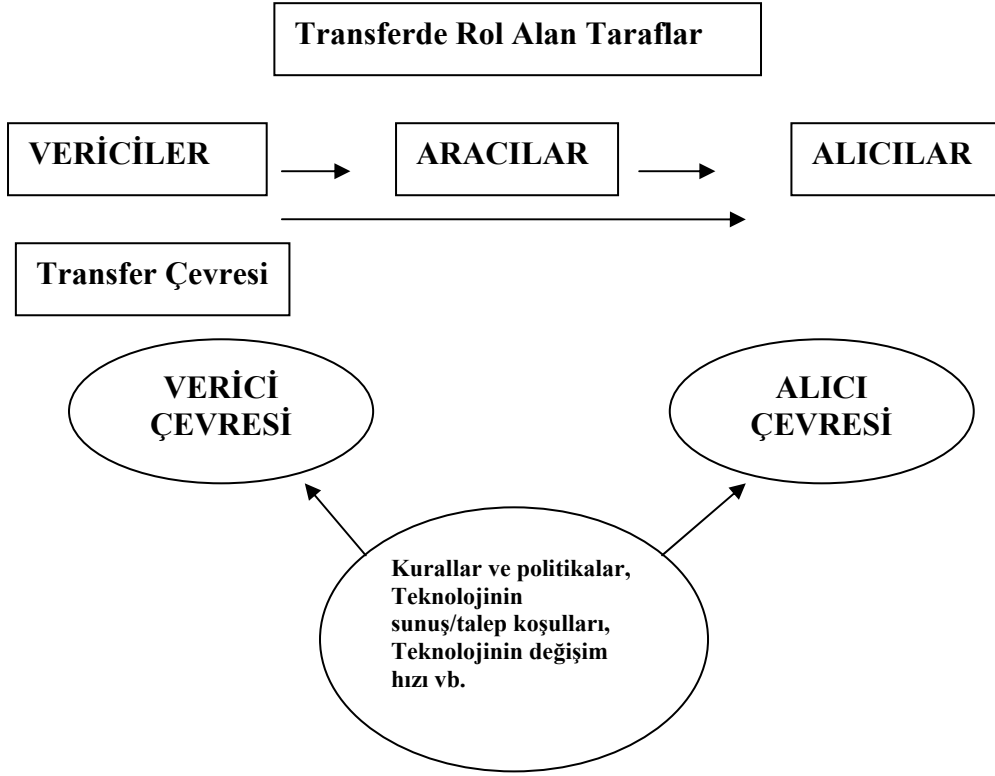 Transferde Rol Alan Taraflar
VERİCİLER
ARACILAR
ALICILAR
Transfer Çevresi
VERİCİ
ÇEVRESİ
ALICI
ÇEVRESİ
Kurallar ve politikalar,
Teknolojinin
sunuş/talep koşulları,
Teknolojinin değişim
hızı vb.